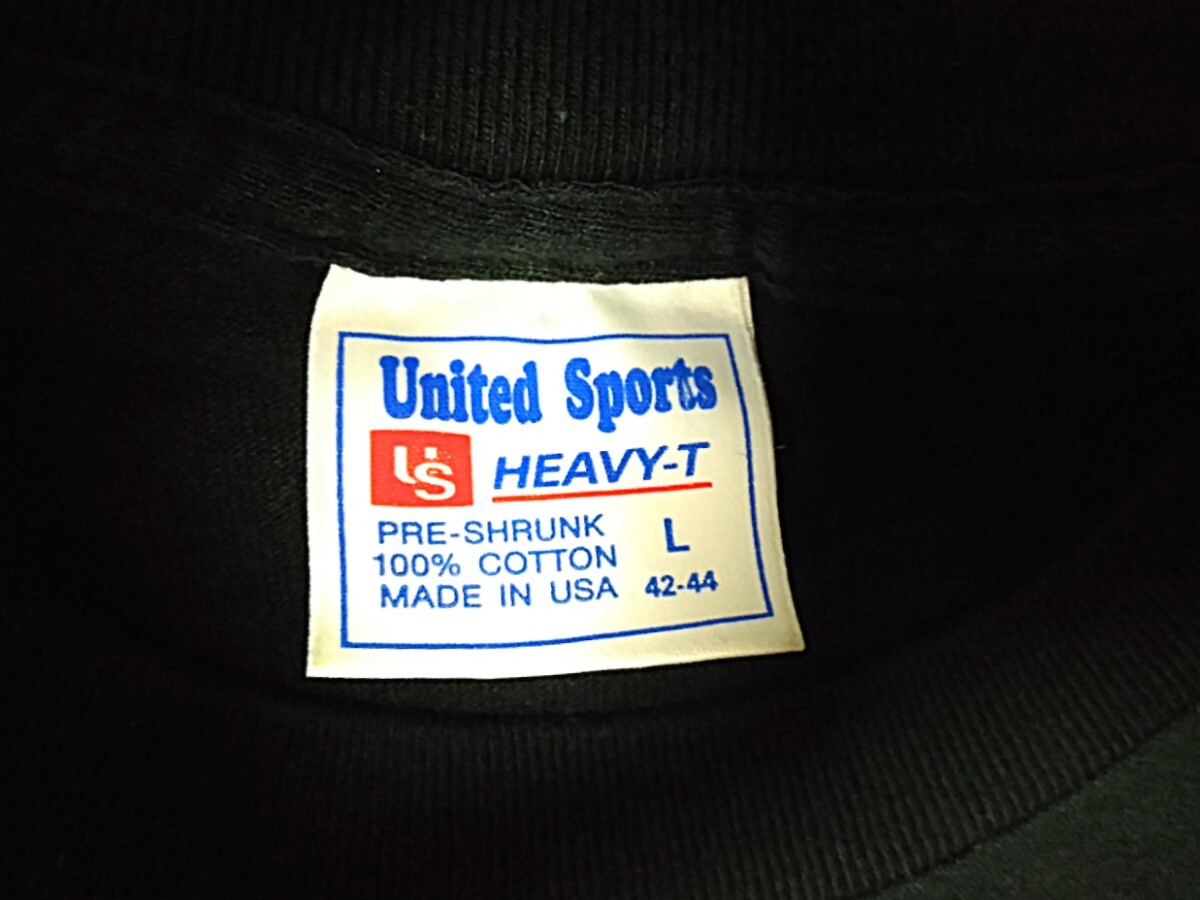 United Sports
US HEAVY-T
PRE-SHRUNK
100% COTTON
MADE IN USA
L
42-44